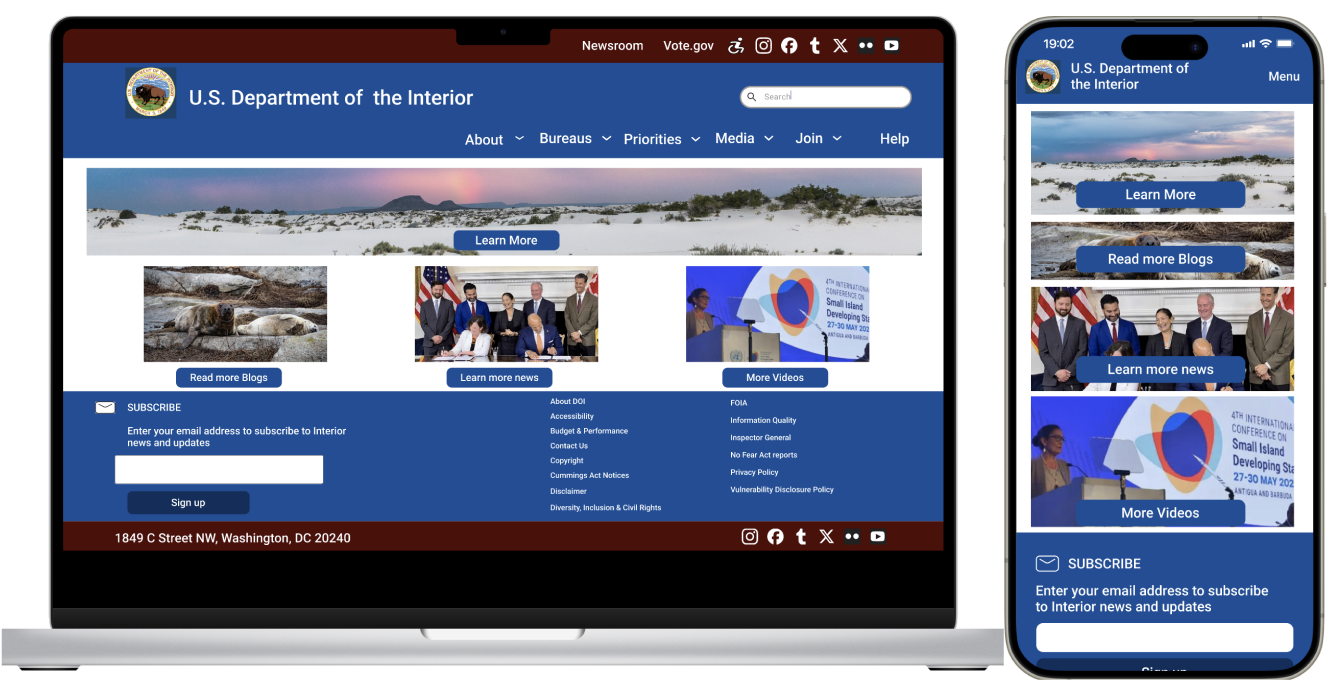 Newsroom Vote.gov
U.S. Department of the Interior
Search
About Bureaus Priorities Media Join Help
Learn More
4TH INTERNATIONA
CONFERENCE ON
Small Island
Developing Sta
27-30 MAY 202
ANTIGUA AND BARBUDA
Read more Blogs
Learn more news
More Videos
SUBSCRIBE
Enter your email address to subscribe to Interior
news and updates
Sign up
About DOI
Accessibility
Budget & Performance
Contact Us
Copyright
Cummings Act Notices
Disclaimer
Diversity, Inclusion & Civil Rights
FOIA
Information Quality
Inspector General
No Fear Act reports
Privacy Policy
Vulnerability Disclosure Policy
1849 C Street NW, Washington, DC 20240
19:02
U.S. Department of
the Interior
Menu
Learn More
Read more Blogs
Learn more news
4TH INTERNATIONA
CONFERENCE ON
Small Island
Developing Sta
27-30 MAY 202
ANTIGUA AND BARBUDA
More Videos
SUBSCRIBE
Enter your email address to subscribe
to Interior news and updates
Sign up